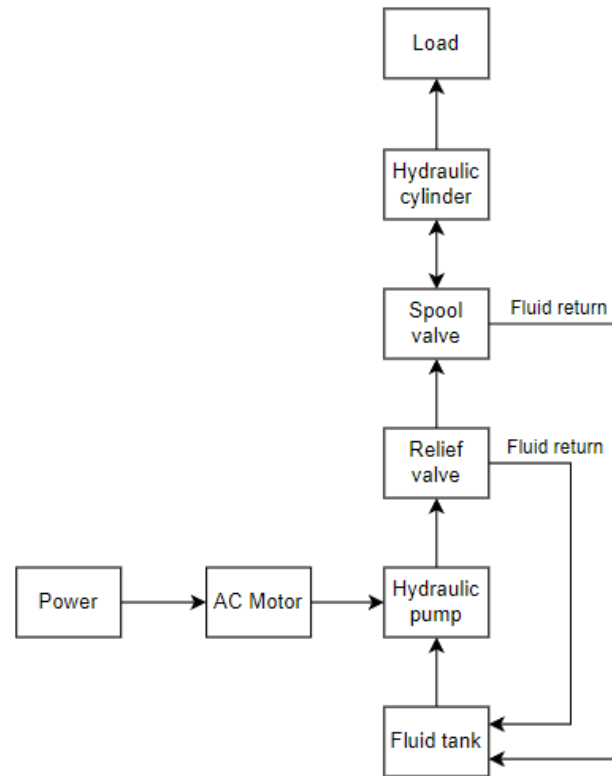 Load
Hydraulic
cylinder
Spool
valve
Fluid return
Relief
valve
Fluid return
Power
AC Motor
Hydraulic
pump
Fluid tank